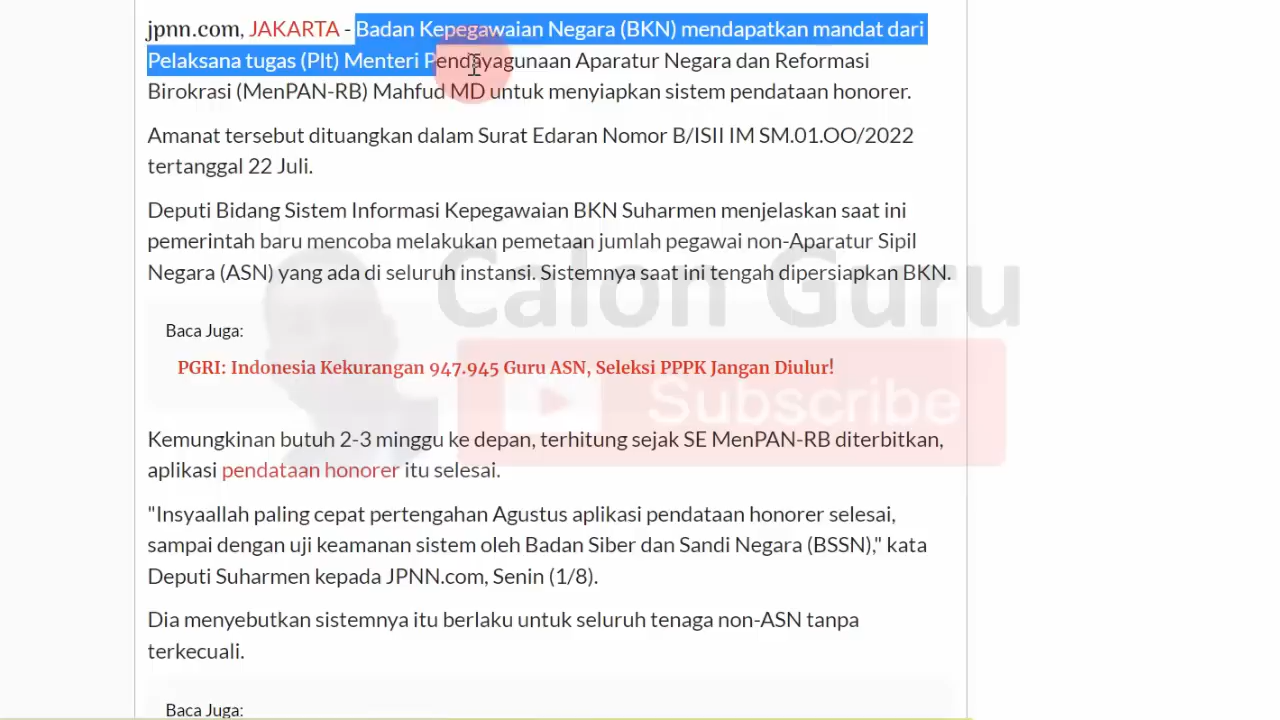 jpnn.com, JAKARTA - Badan Kepegawaian Negara (BKN) mendapatkan mandat dari
Pelaksana tugas (Plt) Menteri Pendayagunaan Aparatur Negara dan Reformasi
Birokrasi (MenPAN-RB) Mahfud MD untuk menyiapkan sistem pendataan honorer.
Amanat tersebut dituangkan dalam Surat Edaran Nomor B/ISII IM SM.01.OO/2022
tertanggal 22 Juli.
Deputi Bidang Sistem Informasi Kepegawaian BKN Suharmen menjelaskan saat ini
pemerintah baru mencoba melakukan pemetaan jumlah pegawai non-Aparatur Sipil
Negara (ASN) yang ada di seluruh instansi. Sistemnya saat ini tengah dipersiapkan BKN.
Calon Guru
Baca Juga:
PGRI: Indonesia Kekurangan 947.945 Guru ASN, Seleksi PPPK Jangan Diulur!
Subscribe
Kemungkinan butuh 2-3 minggu ke depan, terhitung sejak SE MenPAN-RB diterbitkan,
aplikasi pendataan honorer itu selesai.
"Insyaallah paling cepat pertengahan Agustus aplikasi pendataan honorer selesai,
sampai dengan uji keamanan sistem oleh Badan Siber dan Sandi Negara (BSSN)," kata
Deputi Suharmen kepada JPNN.com, Senin (1/8).
Dia menyebutkan sistemnya itu berlaku untuk seluruh tenaga non-ASN tanpa
terkecuali.
Baca Juga: